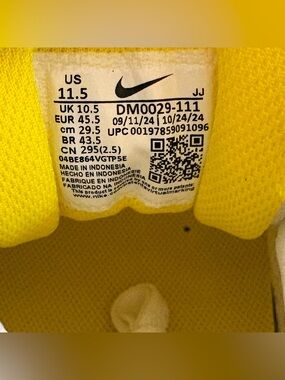 US
11.5 JJ
UK 10.5 DM0029-111
EUR 45.5 09/11/24 | 10/24/24
cm 29.5 UPC 00197859091096
BR 43.5
CN 295(2.5)
04BE864VGTPSE
MADE IN INDONESIA
HECHO EN INDONESIA
FABRIQUE EN INDONESIE
FABRICADO NA INDONESIA